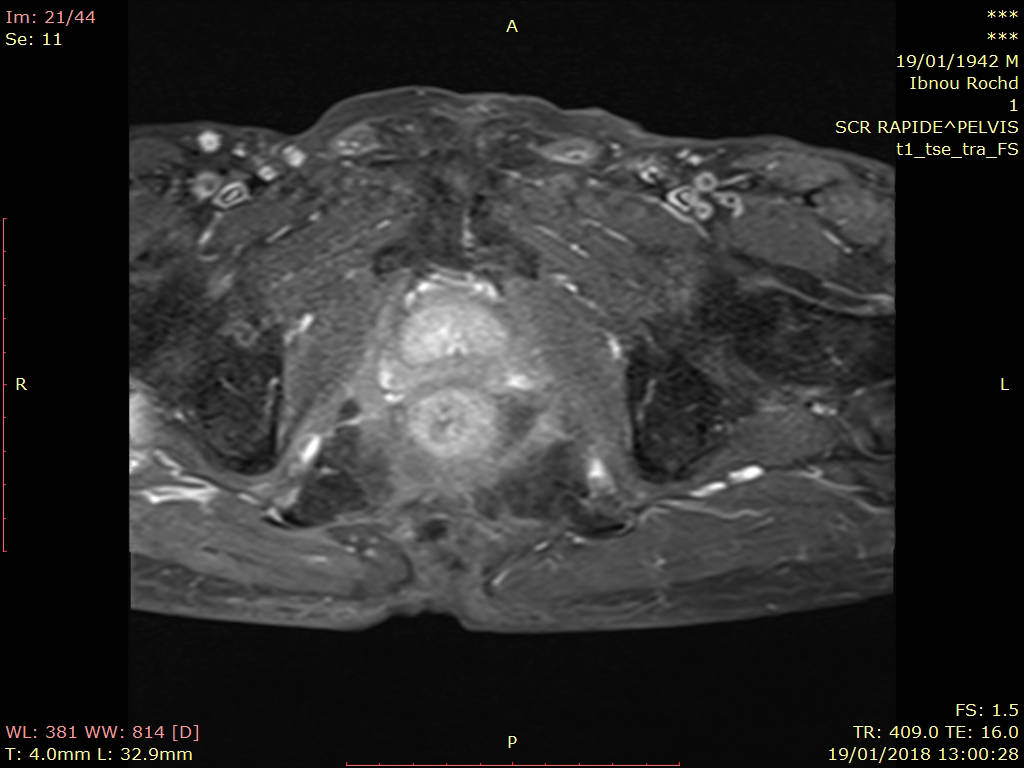 Im: 21/44
Se: 11
A
***
***
19/01/1942 M
Ibnou Rochd
1
SCR RAPIDE^PELVIS
t1_tse_tra_FS
R
L
WL: 381 WW: 814 [D]
T: 4.0mm L: 32.9mm
P
FS: 1.5
TR: 409.0 TE: 16.0
19/01/2018 13:00:28